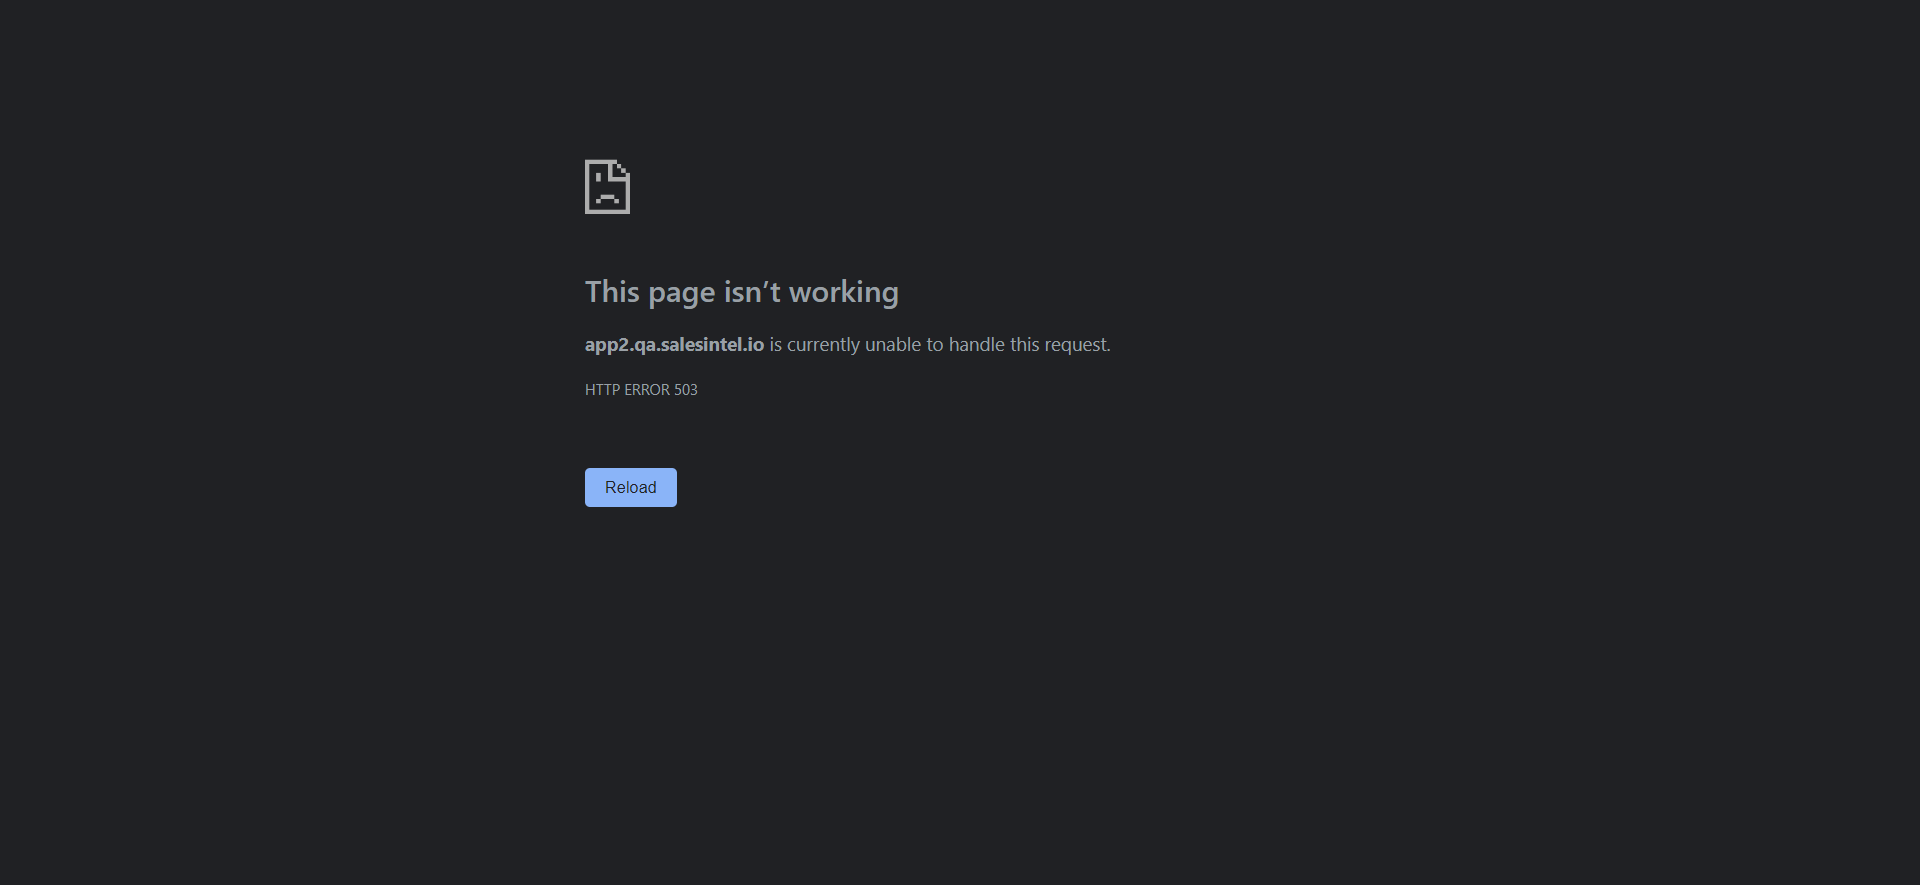 This page isn’t working
app2.qa.salesintel.io is currently unable to handle this request.
HTTP ERROR 503
Reload